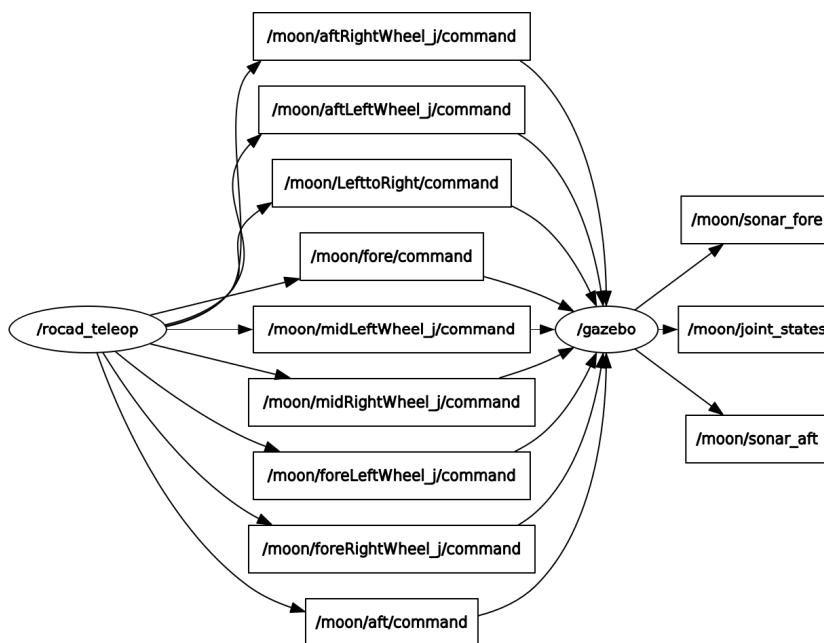 /moon/aftRightWheel_j/command
/moon/aftLeftWheel_j/command
/moon/LefttoRight/command
/moon/sonar_fore
/moon/fore/command
/rocad_teleop
/moon/midLeftWheel_j/command
/gazebo
/moon/joint_states
/moon/midRightWheel_j/command
/moon/sonar_aft
/moon/foreLeftWheel_j/command
/moon/foreRightWheel_j/command
/moon/aft/command